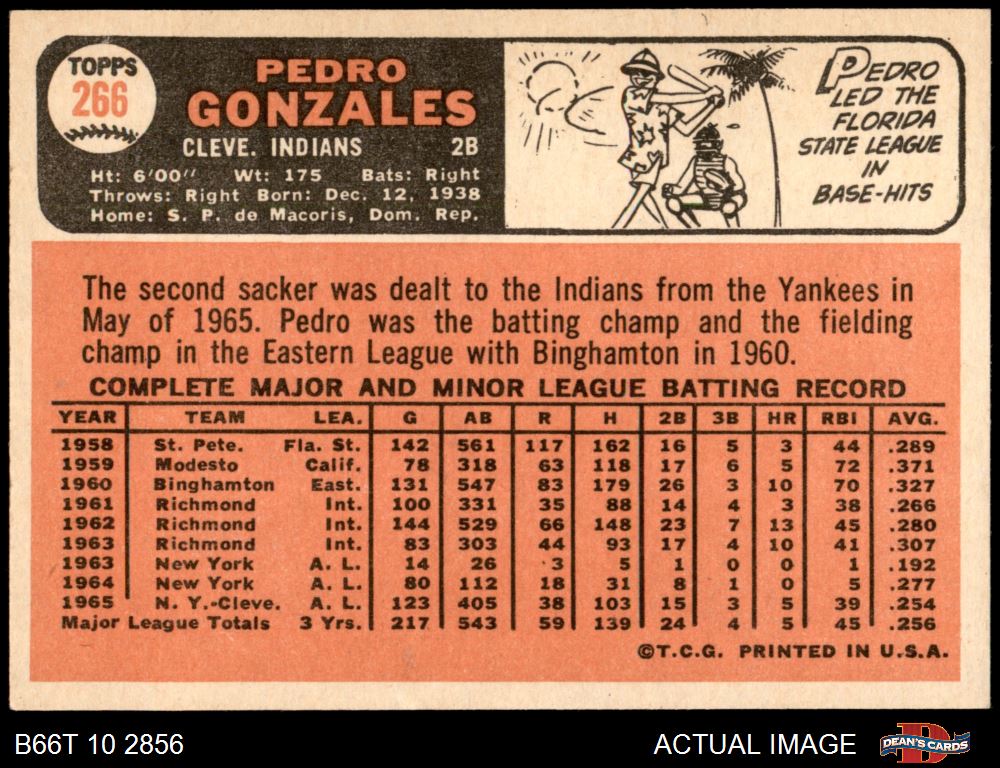 TOPPS
266
PEDRO
GONZALES
CLEVE. INDIANS 2B
Ht: 6'00" Wt: 175 Bats: Right
Throws: Right Born: Dec. 12, 1938
Home: S. P. de Macoris, Dom. Rep.
PEDRO
LED THE
FLORIDA
STATE LEAGUE
IN
BASE-HITS
The second sacker was dealt to the Indians from the Yankees in
May of 1965. Pedro was the batting champ and the fielding
champ in the Eastern League with Binghamton in 1960.
COMPLETE MAJOR AND MINOR LEAGUE BATTING RECORD
YEAR TEAM LEA. G AB R H 2B 3B HR RBI AVG.
1958 St. Pete. Fla. St. 142 561 117 162 16 5 3 44 .289
1959 Modesto Calif. 78 318 63 118 17 6 5 72 .371
1960 Binghamton East. 131 547 83 179 26 3 10 70 .327
1961 Richmond Int. 100 331 35 88 14 4 3 38 .266
1962 Richmond Int. 144 529 66 148 23 7 13 45 .280
1963 Richmond Int. 83 303 44 93 17 4 10 41 .307
1963 New York A. L. 14 26 3 5 1 0 0 1 .192
1964 New York A. L. 80 112 18 31 8 1 0 5 .277
1965 N. Y.-Cleve. A. L. 123 405 38 103 15 3 5 39 .254
Major League Totals 3 Yrs. 217 543 59 139 24 4 5 45 .256
©T.C.G. PRINTED IN U.S.A.
B66T 10 2856
ACTUAL IMAGE
DEAN'S CARDS